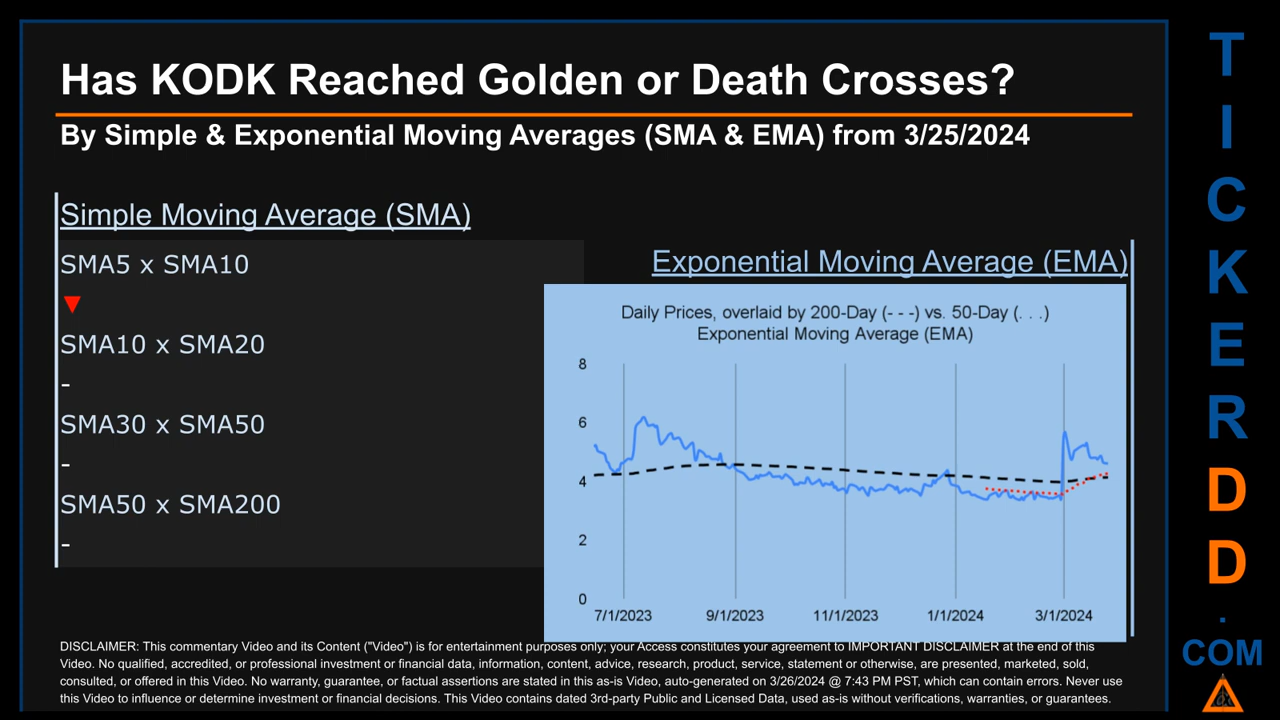 Has KODK Reached Golden or Death Crosses?
By Simple & Exponential Moving Averages (SMA & EMA) from 3/25/2024
Simple Moving Average (SMA)
SMA5 x SMA10
▼
SMA10 x SMA20
-
SMA30 x SMA50
-
SMA50 x SMA200
-
Exponential Moving Average (EMA)
Daily Prices, overlaid by 200-Day (- - -) vs. 50-Day (. . .)
Exponential Moving Average (EMA)
8
6
4
2
0
7/1/2023 9/1/2023 11/1/2023 1/1/2024 3/1/2024
DISCLAIMER: This commentary Video and its Content ("Video") is for entertainment purposes only; your Access constitutes your agreement to IMPORTANT DISCLAIMER at the end of this
Video. No qualified, accredited, or professional investment or financial data, information, content, advice, research, product, service, statement or otherwise, are presented, marketed, sold,
consulted, or offered in this Video. No warranty, guarantee, or factual assertions are stated in this as-is Video, auto-generated on 3/26/2024 @ 7:43 PM PST, which can contain errors. Never use
this Video to influence or determine investment or financial decisions. This Video contains dated 3rd-party Public and Licensed Data, used as-is without verifications, warranties, or guarantees.
T
I
C
K
E
R
D
D
.
COM